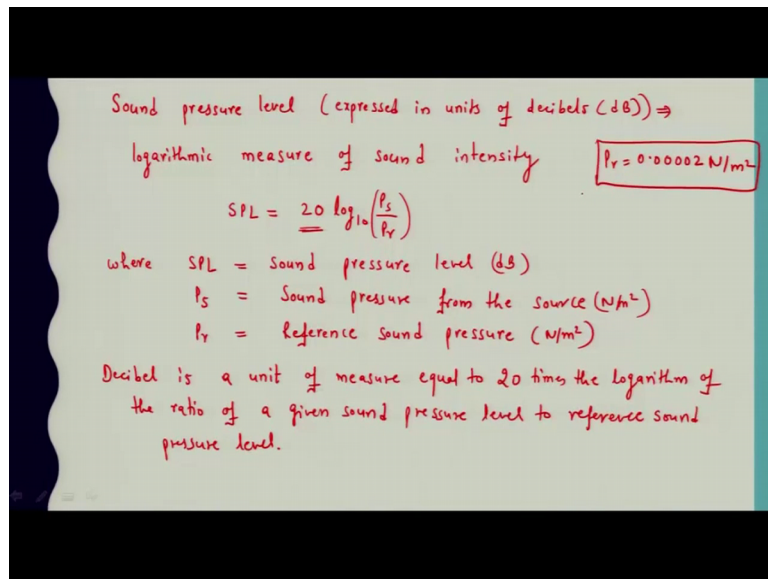 Sound pressure level (expressed in units of decibels (dB)) ⇒
logarithmic measure of sound intensity
Pr = 0.00002 N/m²
SPL = 20 log₁₀(Ps/Pr)
where SPL = Sound pressure level (dB)
Ps = Sound pressure from the source (N/m²)
Pr = Reference sound pressure (N/m²)
Decibel is a unit of measure equal to 20 times the logarithm of
the ratio of a given sound pressure level to reference sound
pressure level.